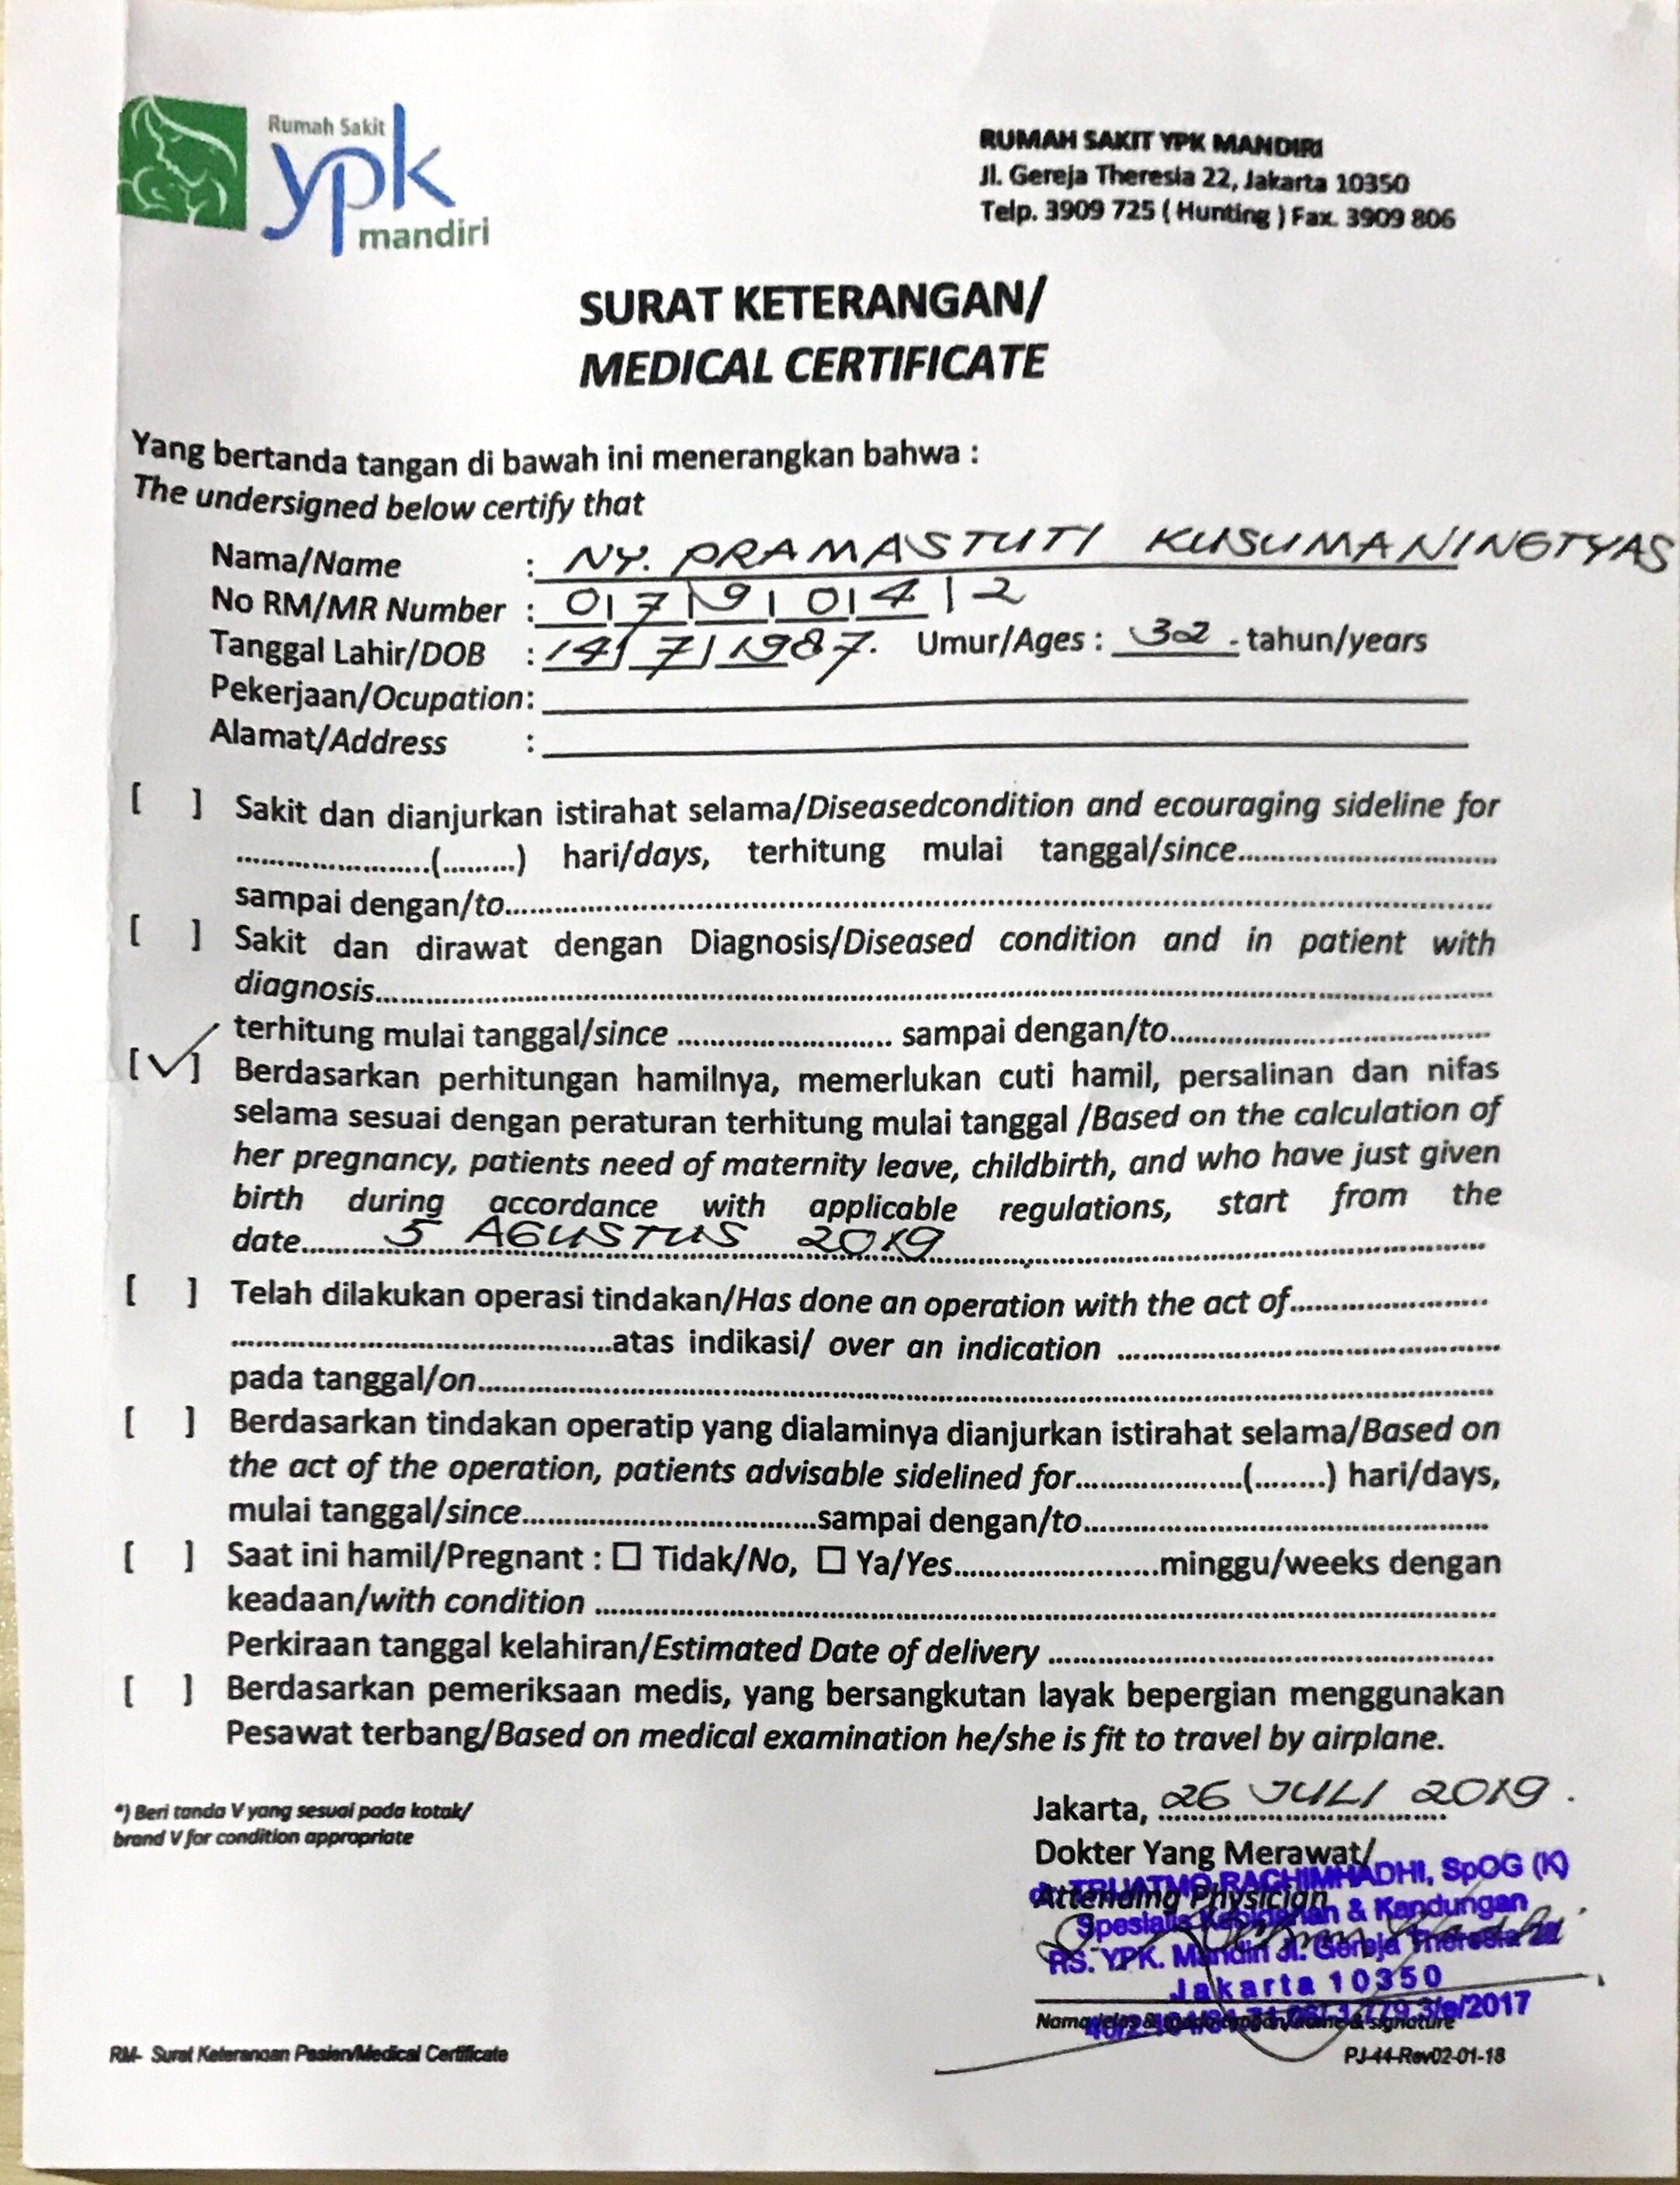 Rumah Sakit
ypk
mandiri
RUMAH SAKIT YPK MANDIRI
Jl. Gereja Theresia 22, Jakarta 10350
Telp. 3909 725 ( Hunting ) Fax. 3909 806
SURAT KETERANGAN/
MEDICAL CERTIFICATE
Yang bertanda tangan di bawah ini menerangkan bahwa :
The undersigned below certify that
Nama/Name : NY. PRAMASTUTI KUSUMANINGTYAS
No RM/MR Number : 0|7|9|0|4|2
Tanggal Lahir/DOB : 14/7/1987. Umur/Ages : 32 - tahun/years
Pekerjaan/Ocupation:
Alamat/Address :
[ ] Sakit dan dianjurkan istirahat selama/Diseasedcondition and ecouraging sideline for
......................(.........) hari/days, terhitung mulai tanggal/since..............................
sampai dengan/to....................................................................................
[ ] Sakit dan dirawat dengan Diagnosis/Diseased condition and in patient with
diagnosis....................................................................................
terhitung mulai tanggal/since ........................ sampai dengan/to....................................
[✓] Berdasarkan perhitungan hamilnya, memerlukan cuti hamil, persalinan dan nifas
selama sesuai dengan peraturan terhitung mulai tanggal /Based on the calculation of
her pregnancy, patients need of maternity leave, childbirth, and who have just given
birth during accordance with applicable regulations, start from the
date..........5 AGUSTUS 2019....................................
[ ] Telah dilakukan operasi tindakan/Has done an operation with the act of......................
..........................................atas indikasi/ over an indication ..........................................
pada tanggal/on....................................................................................
[ ] Berdasarkan tindakan operatip yang dialaminya dianjurkan istirahat selama/Based on
the act of the operation, patients advisable sidelined for....................(........) hari/days,
mulai tanggal/since................................sampai dengan/to..........................................
[ ] Saat ini hamil/Pregnant : ☐ Tidak/No, ☐ Ya/Yes......................minggu/weeks dengan
keadaan/with condition ....................................................................................
Perkiraan tanggal kelahiran/Estimated Date of delivery ................................................
[ ] Berdasarkan pemeriksaan medis, yang bersangkutan layak bepergian menggunakan
Pesawat terbang/Based on medical examination he/she is fit to travel by airplane.
*) Beri tanda V yang sesuai pada kotak/
brand V for condition appropriate
Jakarta, 26 JULI 2019.
Dokter Yang Merawat/
Attending Physician
dr. TRIJATMO RACHIMHADHI, SpOG (K)
Spesialis Kebidanan & Kandungan
RS. YPK. Mandiri Jl. Gereja Theresia 22
Jakarta 10350
Nama jelas & tanda tangan/name & signature
RM- Surat Keterangan Pasien/Medical Certificate
PJ-44-Rev02-01-18